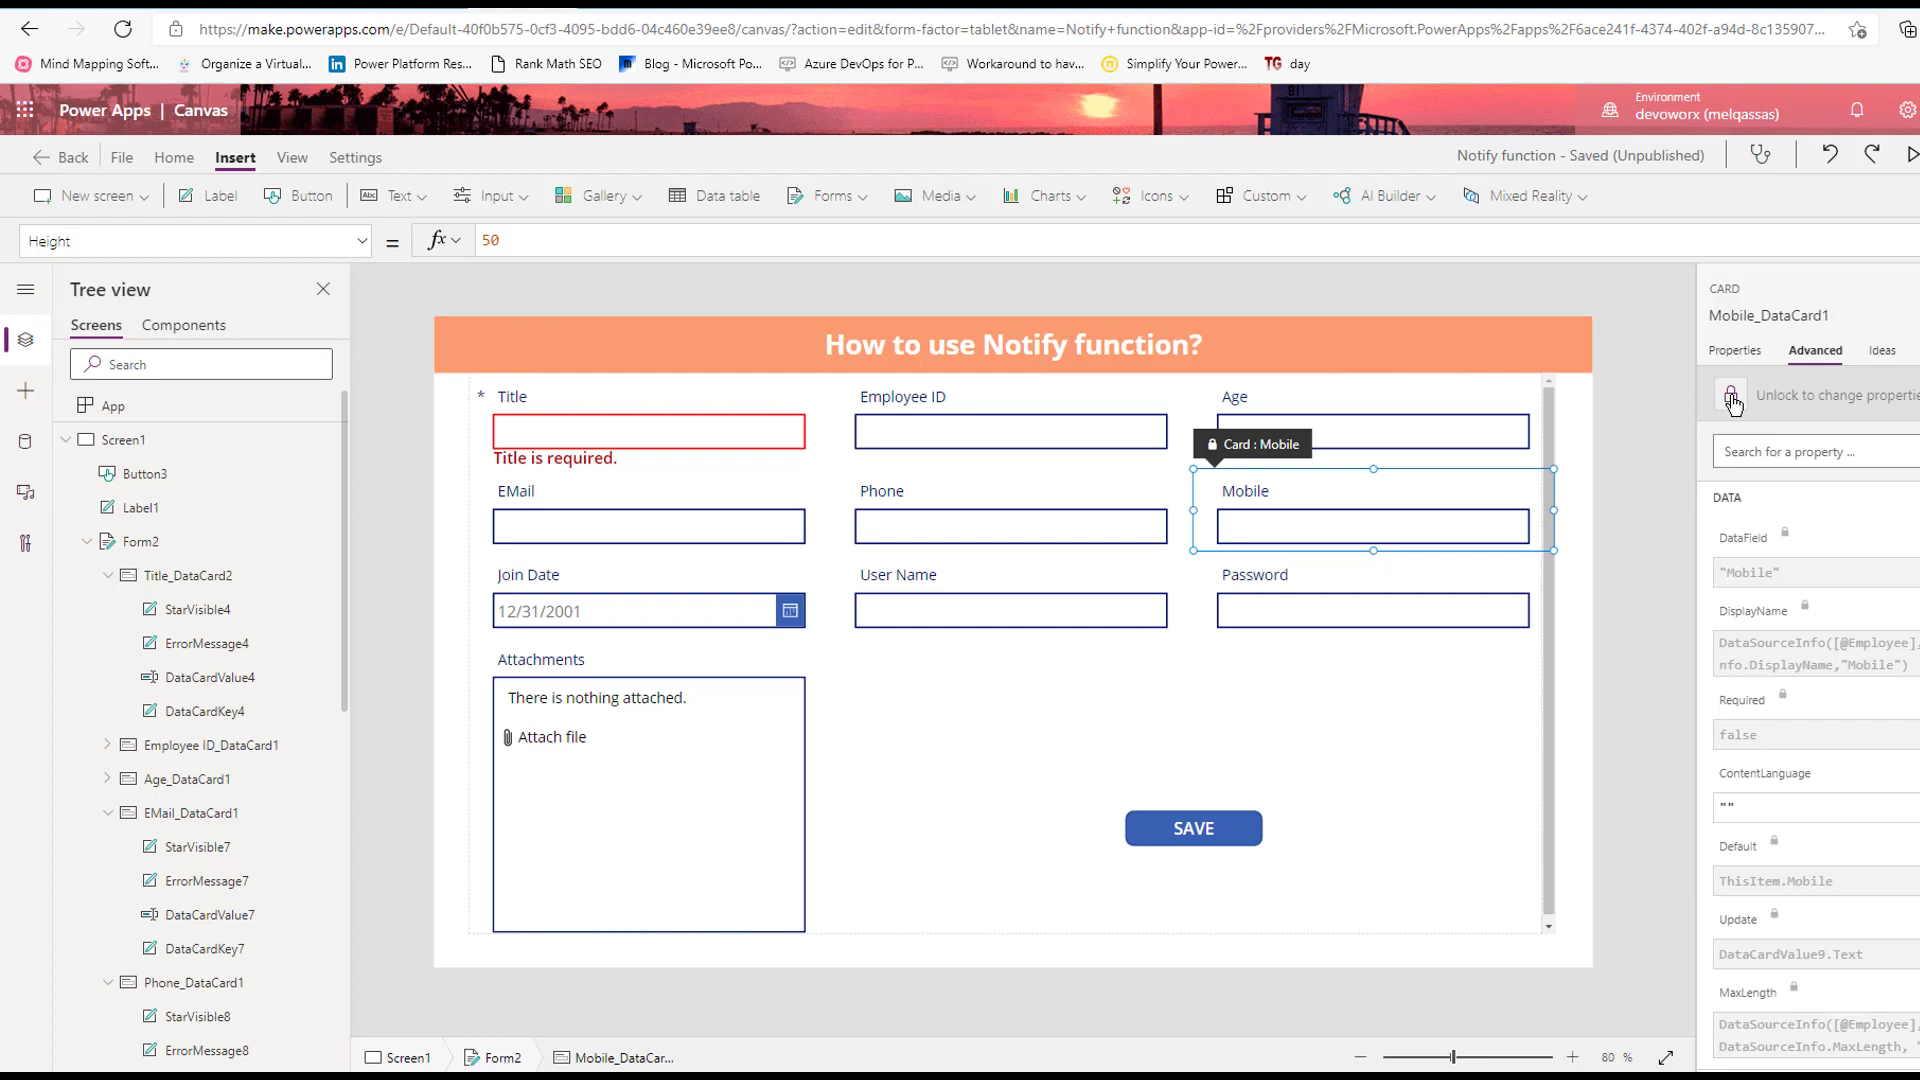 https://make.powerapps.com/e/Default-40f0b575-0cf3-4095-bdd6-04c460e39ee8/canvas/?action=edit&form-factor=tablet&name=Notify+function&app-id=%2Fproviders%2FMicrosoft.PowerApps%2Fapps%2F6ace241f-4374-402f-a94d-8c135907...
Mind Mapping Soft... Organize a Virtual... Power Platform Res... Rank Math SEO Blog - Microsoft Po... Azure DevOps for P... Workaround to hav... Simplify Your Power... TG day
Power Apps | Canvas
Environment
devoworx (melqassas)
Back File Home Insert View Settings
Notify function - Saved (Unpublished)
New screen Label Button Abc Text Input Gallery Data table Forms Media Charts Icons Custom AI Builder Mixed Reality
Height = fx 50
Tree view
Screens Components
Search
App
Screen1
Button3
Label1
Form2
Title_DataCard2
StarVisible4
ErrorMessage4
DataCardValue4
DataCardKey4
Employee ID_DataCard1
Age_DataCard1
EMail_DataCard1
StarVisible7
ErrorMessage7
DataCardValue7
DataCardKey7
Phone_DataCard1
StarVisible8
ErrorMessage8
How to use Notify function?
* Title Employee ID Age
Card : Mobile
Title is required.
EMail Phone Mobile
Join Date User Name Password
12/31/2001
Attachments
There is nothing attached.
Attach file
SAVE
Screen1 Form2 Mobile_DataCar...
80 %
CARD
Mobile_DataCard1
Properties Advanced Ideas
Unlock to change propertie
Search for a property ...
DATA
DataField
"Mobile"
DisplayName
DataSourceInfo([@Employee],
nfo.DisplayName,"Mobile")
Required
false
ContentLanguage
""
Default
ThisItem.Mobile
Update
DataCardValue9.Text
MaxLength
DataSourceInfo([@Employee],
DataSourceInfo.MaxLength, "